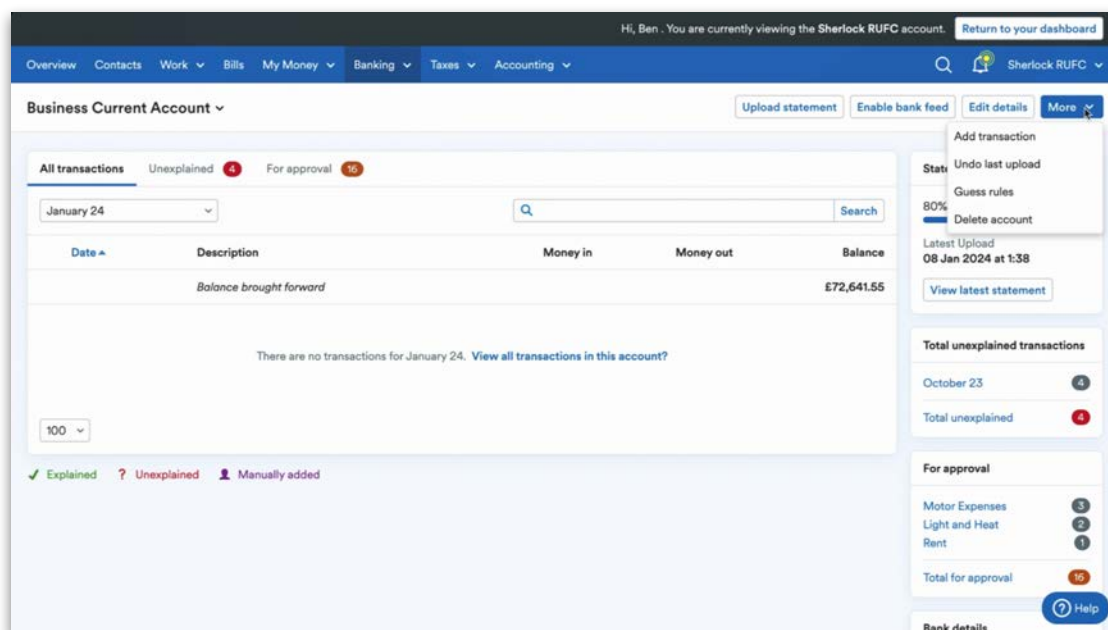 Hi, Ben . You are currently viewing the Sherlock RUFC account. Return to your dashboard
Overview Contacts Work Bills My Money Banking Taxes Accounting Sherlock RUFC
Business Current Account Upload statement Enable bank feed Edit details More
Add transaction
Undo last upload
Guess rules
Delete account
All transactions Unexplained 4 For approval 16
January 24 Search
Date Description Money in Money out Balance
Balance brought forward £72,641.55
There are no transactions for January 24. View all transactions in this account?
100
Explained ? Unexplained Manually added
80%
Latest Upload
08 Jan 2024 at 1:38
View latest statement
Total unexplained transactions
October 23 4
Total unexplained 4
For approval
Motor Expenses 3
Light and Heat 2
Rent 1
Total for approval 16
? Help
Bank details